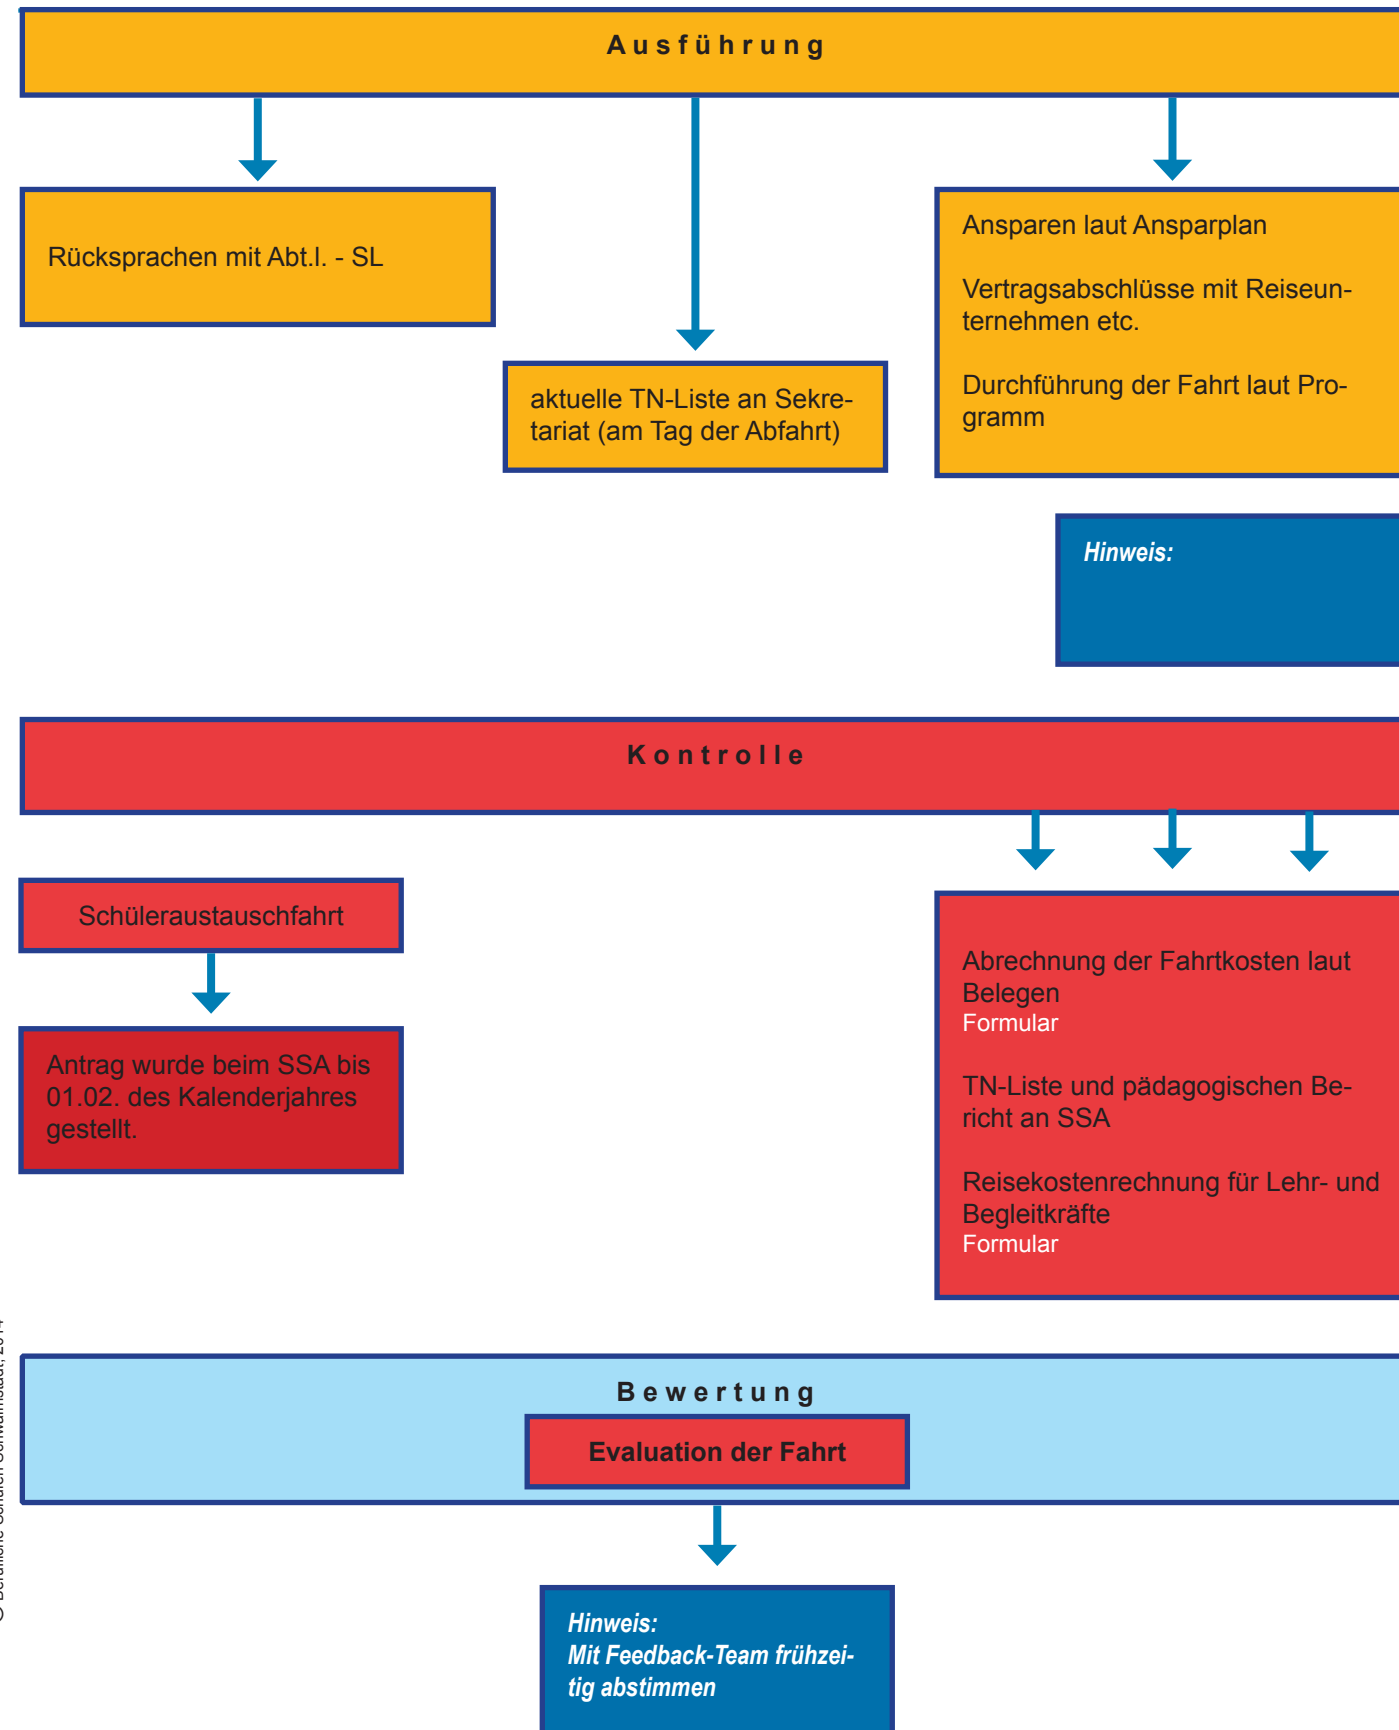 Ausführung
Rücksprachen mit Abt.l. - SL
aktuelle TN-Liste an Sekre-
tariat (am Tag der Abfahrt)
Ansparen laut Ansparplan
Vertragsabschlüsse mit Reiseun-
ternehmen etc.
Durchführung der Fahrt laut Pro-
gramm
Hinweis:
Kontrolle
Schüleraustauschfahrt
Antrag wurde beim SSA bis
01.02. des Kalenderjahres
gestellt.
Abrechnung der Fahrtkosten laut
Belegen
Formular
TN-Liste und pädagogischen Be-
richt an SSA
Reisekostenrechnung für Lehr- und
Begleitkräfte
Formular
Bewertung
Evaluation der Fahrt
Hinweis:
Mit Feedback-Team frühzei-
tig abstimmen